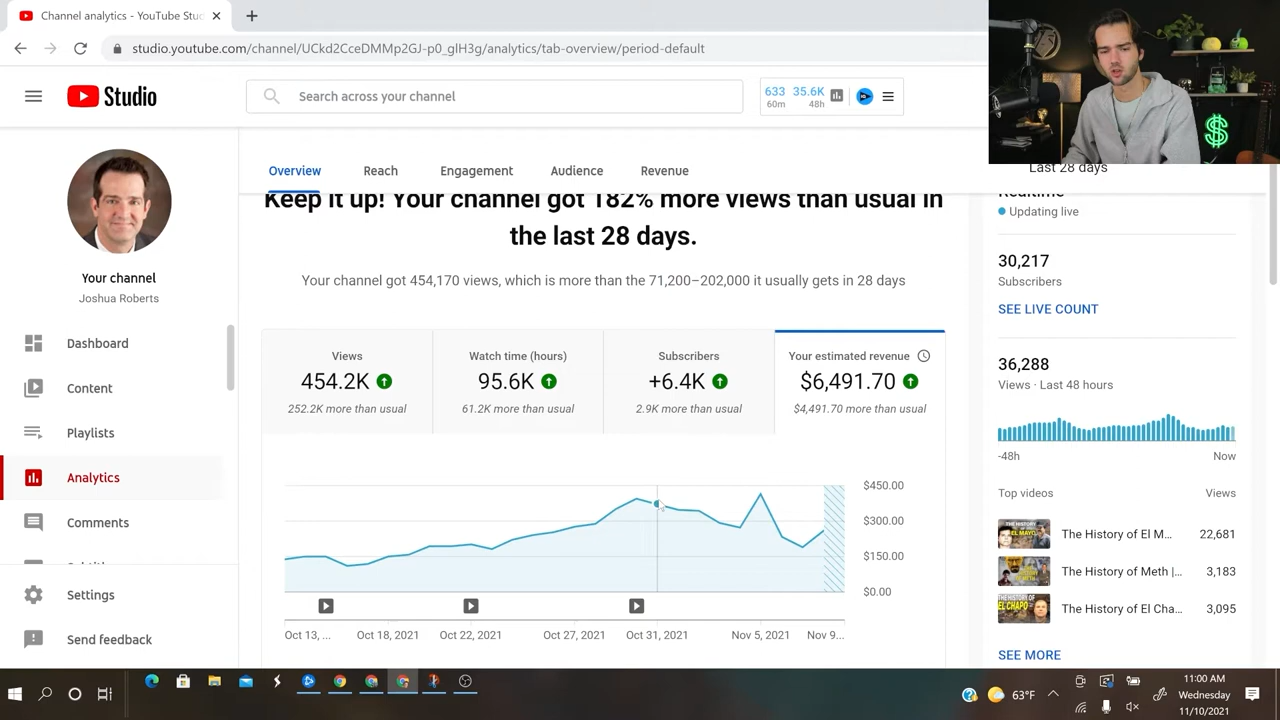 Channel analytics - YouTube Stu
studio.youtube.com/channel/UCkd2CceDMMp2GJ-p0_glH3g/analytics/tab-overview/period-default
Studio
Search across your channel
633 35.6K
60m 48h
Overview Reach Engagement Audience Revenue
Last 28 days
Your channel
Joshua Roberts
Dashboard
Content
Playlists
Analytics
Comments
Settings
Send feedback
Keep it up! Your channel got 182% more views than usual in
the last 28 days.
Your channel got 454,170 views, which is more than the 71,200–202,000 it usually gets in 28 days
Views
454.2K
252.2K more than usual
Watch time (hours)
95.6K
61.2K more than usual
Subscribers
+6.4K
2.9K more than usual
Your estimated revenue
$6,491.70
$4,491.70 more than usual
$450.00
$300.00
$150.00
$0.00
Oct 13, ... Oct 18, 2021 Oct 22, 2021 Oct 27, 2021 Oct 31, 2021 Nov 5, 2021 Nov 9...
Realtime
Updating live
30,217
Subscribers
SEE LIVE COUNT
36,288
Views · Last 48 hours
-48h Now
Top videos Views
The History of El M... 22,681
The History of Meth |... 3,183
The History of El Cha... 3,095
SEE MORE
63°F
11:00 AM
Wednesday
11/10/2021